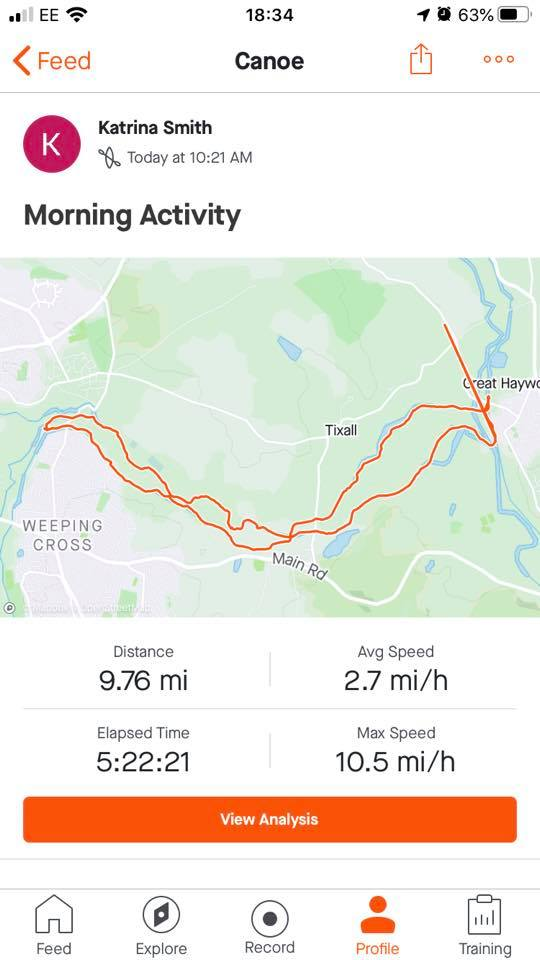 EE 18:34 63%
Feed Canoe
K
Katrina Smith
Today at 10:21 AM
Morning Activity
Great Haywo
Tixall
WEEPING
CROSS
Main Rd
Distance Avg Speed
9.76 mi 2.7 mi/h
Elapsed Time Max Speed
5:22:21 10.5 mi/h
View Analysis
Feed Explore Record Profile Training